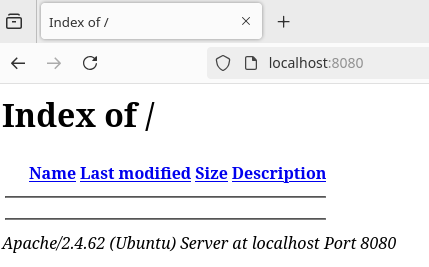 Index of /
localhost:8080
Index of /
Name Last modified Size Description
Apache/2.4.62 (Ubuntu) Server at localhost Port 8080